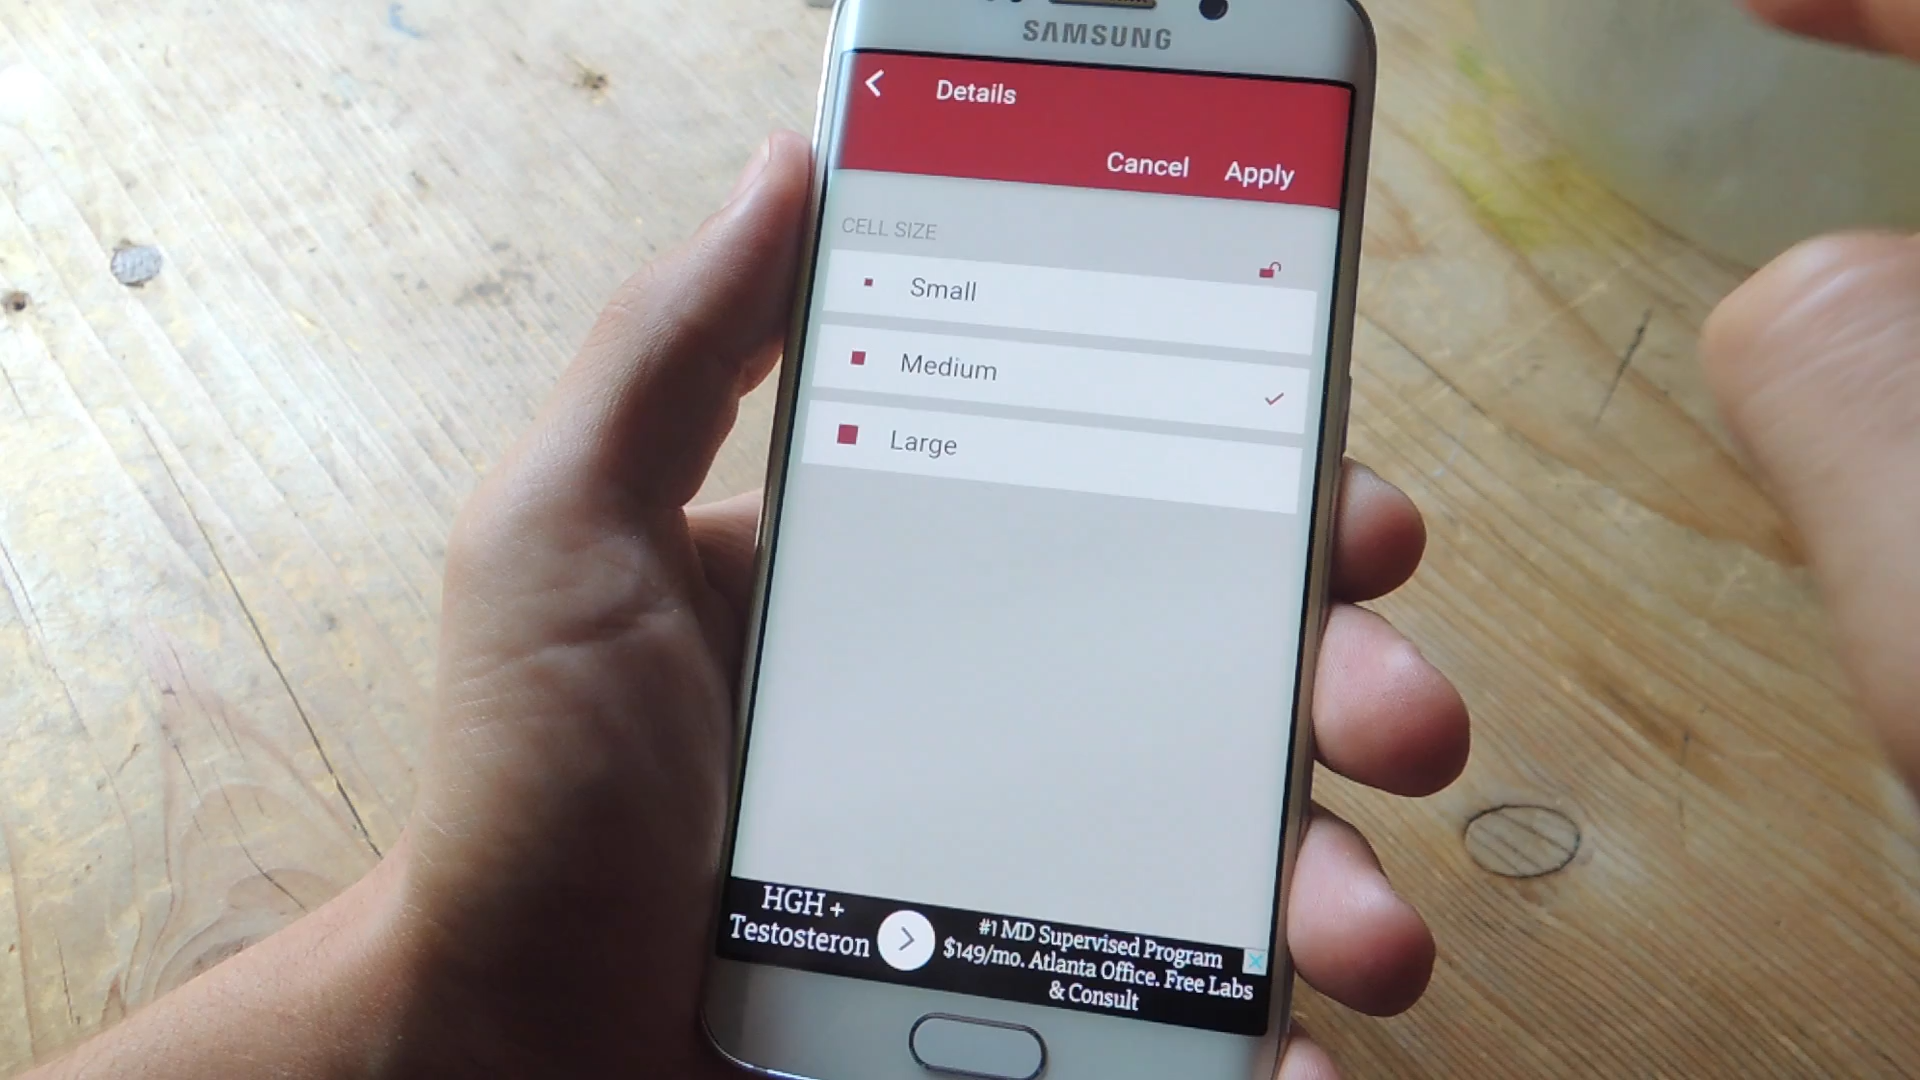 SAMSUNG
Details
Cancel Apply
CELL SIZE
Small
Medium
Large
HGH +
Testosteron
#1 MD Supervised Program
$149/mo. Atlanta Office. Free Labs
& Consult